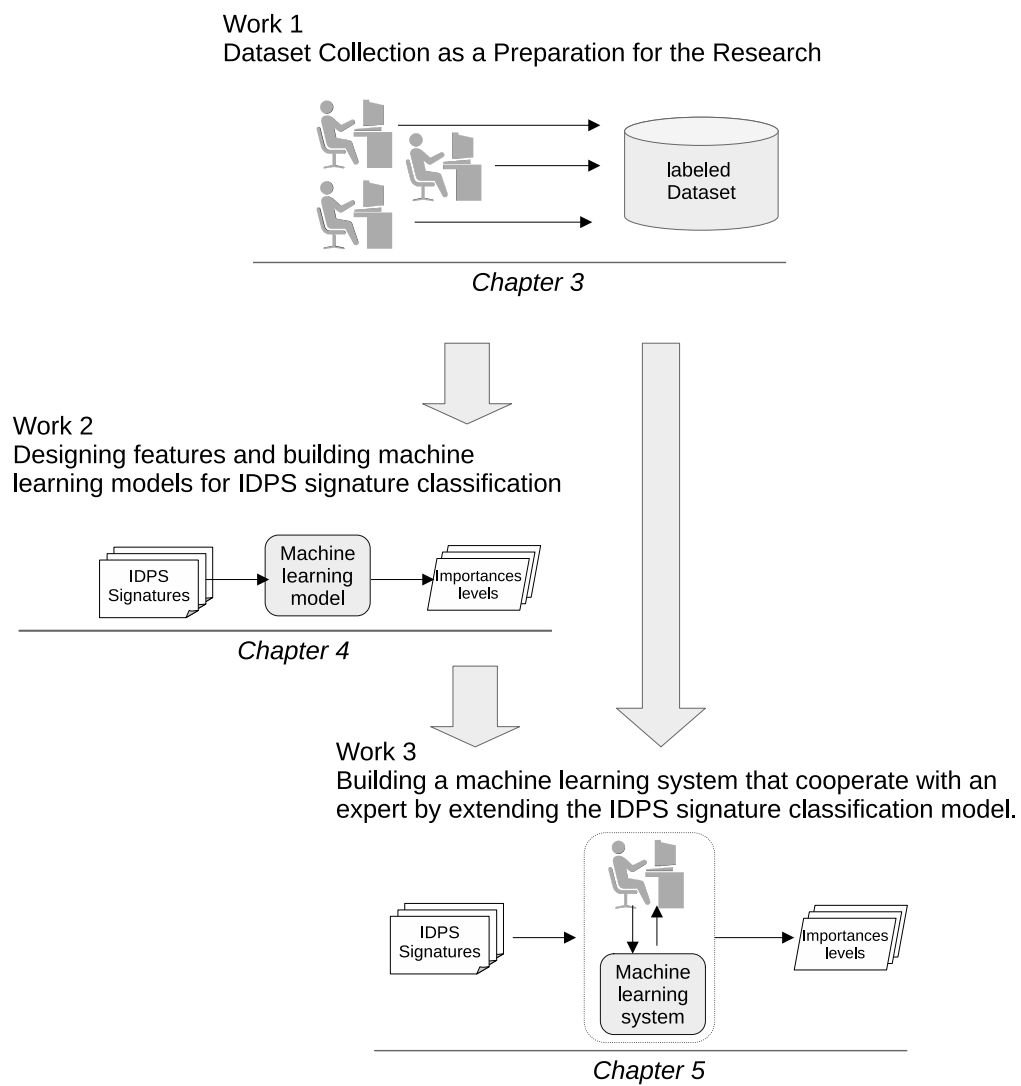 Work 1
Dataset Collection as a Preparation for the Research
labeled
Dataset
Chapter 3
Work 2
Designing features and building machine
learning models for IDPS signature classification
IDPS
Signatures
Machine
learning
model
Importances
levels
Chapter 4
Work 3
Building a machine learning system that cooperate with an
expert by extending the IDPS signature classification model.
IDPS
Signatures
Machine
learning
system
Importances
levels
Chapter 5